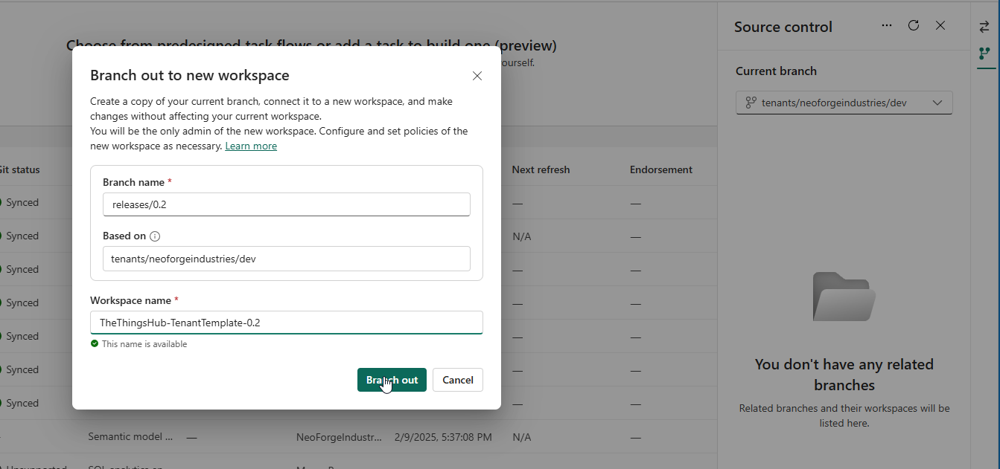 Choose from predesigned task flows or add a task to build one (preview)
ourself.
Source control
Current branch
tenants/neoforgeindustries/dev
Branch out to new workspace
Create a copy of your current branch, connect it to a new workspace, and make
changes without affecting your current workspace.
You will be the only admin of the new workspace. Configure and set policies of the
new workspace as necessary. Learn more
Branch name *
releases/0.2
Based on
tenants/neoforgeindustries/dev
Workspace name *
TheThingsHub-TenantTemplate-0.2
This name is available
Branch out
Cancel
Git status
Next refresh
Endorsement
Synced
— —
Synced
N/A —
Synced
— —
Synced
— —
Synced
— —
Synced
— —
Synced
— —
Semantic model ... — NeoForgeIndustr... 2/9/2025, 5:37:08 PM N/A —
You don't have any related
branches
Related branches and their workspaces will be
listed here.